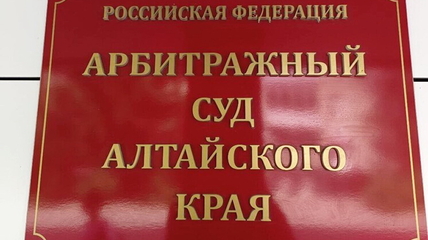 РОССИЙСКАЯ ФЕДЕРАЦИЯ
АРБИТРАЖНЫЙ
СУД
АЛТАЙСКОГО
КРАЯ